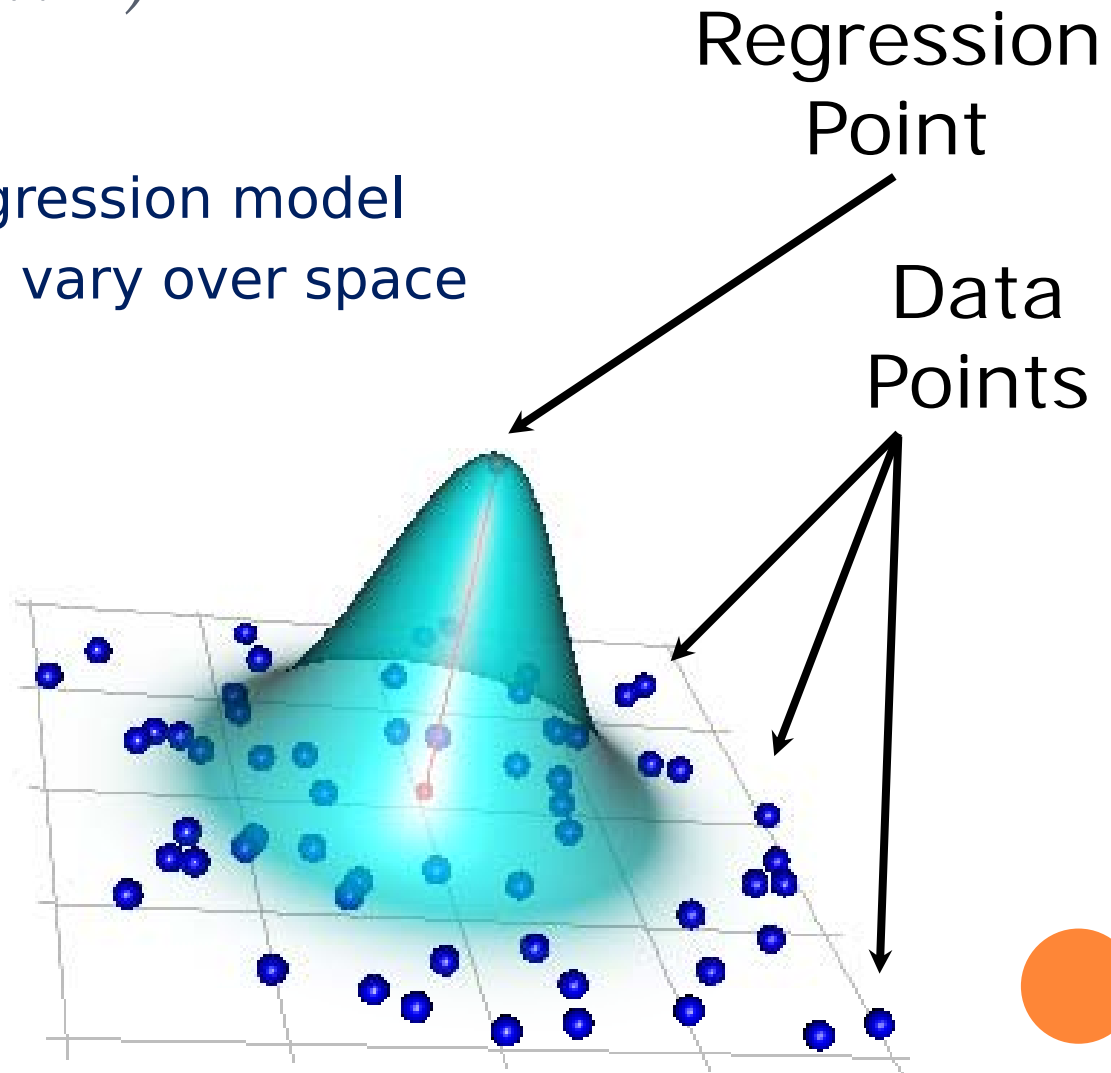 gression model
vary over space
Regression
Point
Data
Points